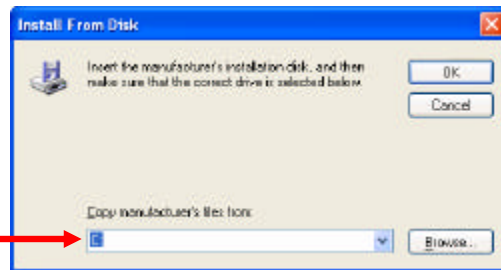 Install From Disk
Insert the manufacturer's installation disk, and then
make sure that the correct drive is selected below.
OK
Cancel
Copy manufacturer's files from:
Browse...